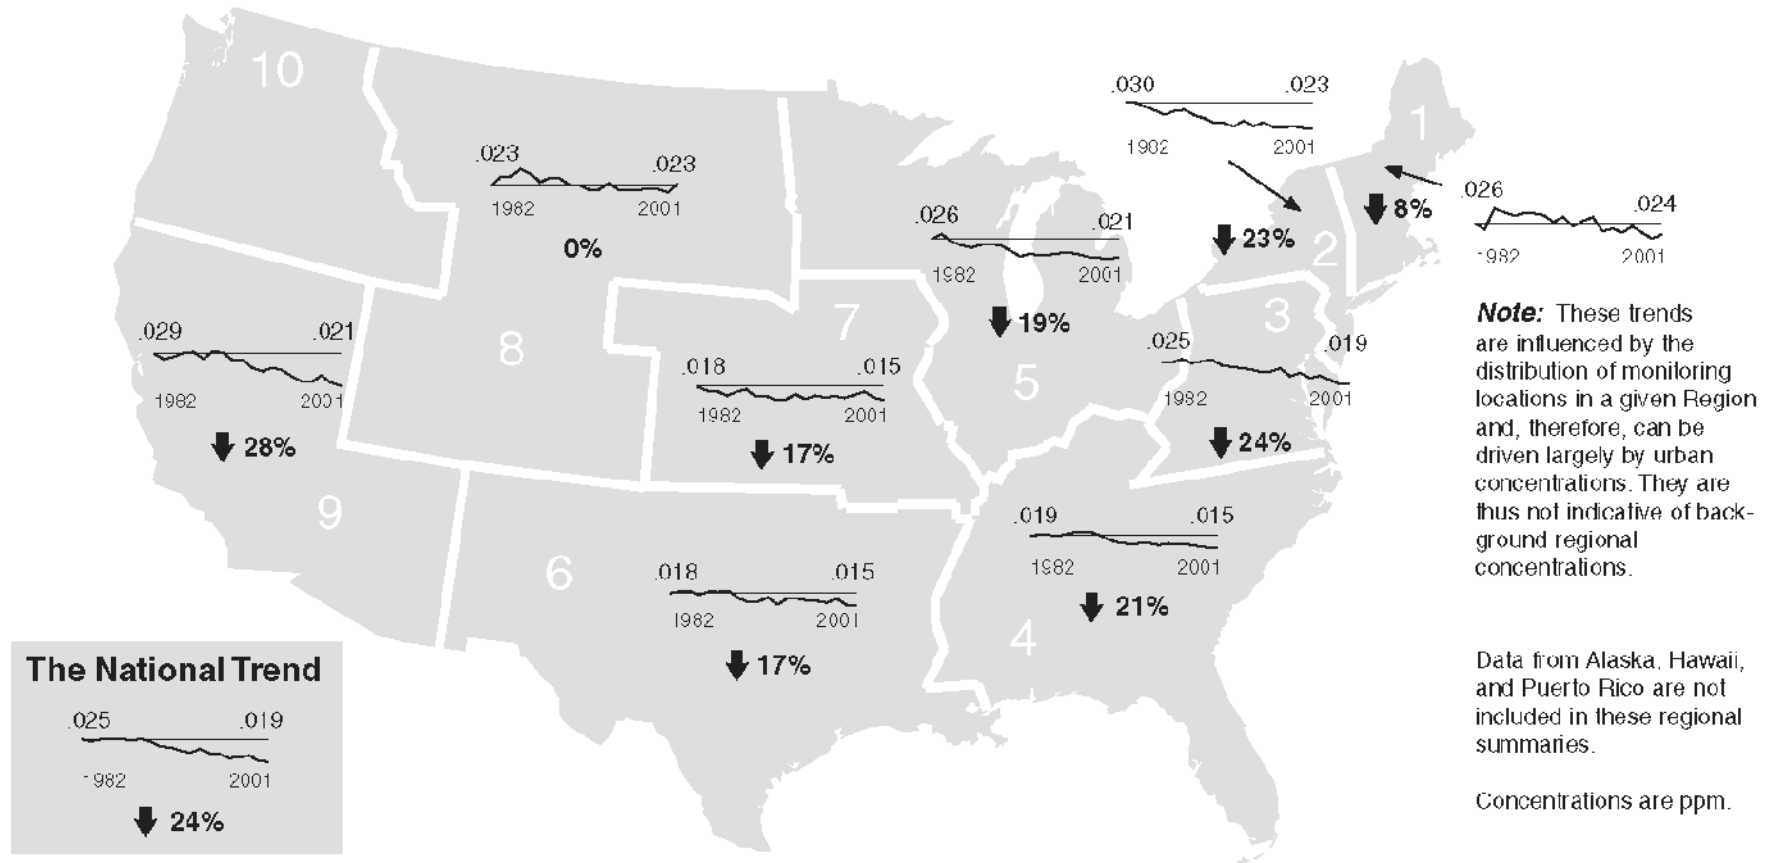 10
.030 .023
1982 2001
1
.023 .023
1982 2001
0%
.026 .024
1982 2001
8%
23%
2
.026 .021
1982 2001
19%
3
7
8
5
.029 .021
1982 2001
28%
.018 .015
1982 2001
17%
.025 .019
1982 2001
24%
9
6
4
.019 .015
1982 2001
21%
.018 .015
1982 2001
17%
Note: These trends
are influenced by the
distribution of monitoring
locations in a given Region
and, therefore, can be
driven largely by urban
concentrations. They are
thus not indicative of back-
ground regional
concentrations.
Data from Alaska, Hawaii,
and Puerto Rico are not
included in these regional
summaries.
Concentrations are ppm.
The National Trend
.025 .019
1982 2001
24%